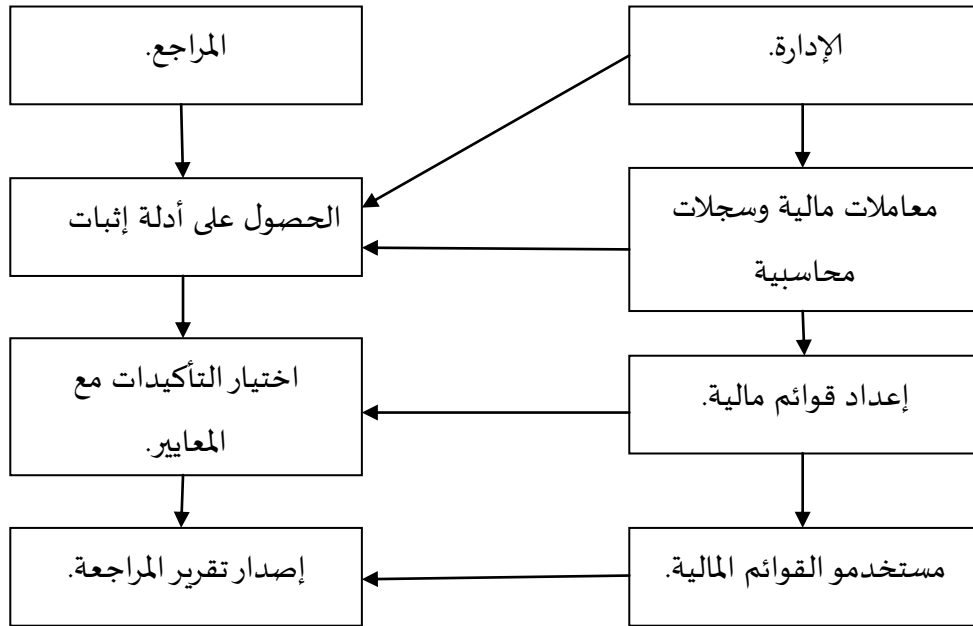 الإدارة.
المراجع.
معاملات مالية وسجلات
محاسبية
الحصول على أدلة إثبات
إعداد قوائم مالية.
اختيار التأكيدات مع
المعايير.
مستخدمو القوائم المالية.
إصدار تقرير المراجعة.